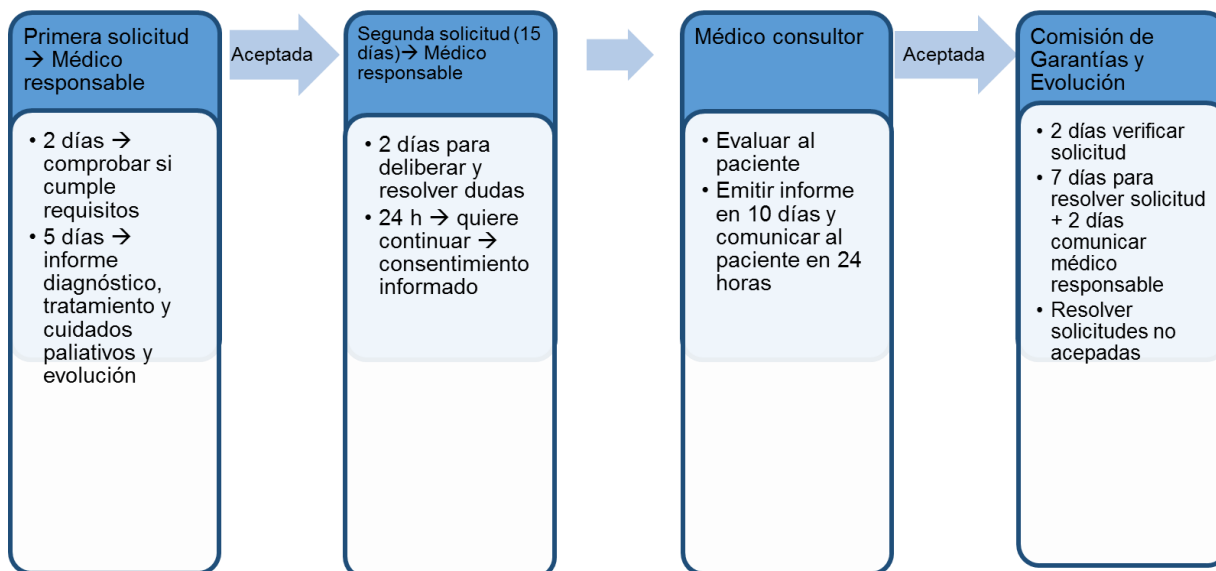 Primera solicitud
→ Médico
responsable
• 2 días →
comprobar si
cumple
requisitos
• 5 días →
informe
diagnóstico,
tratamiento y
cuidados
paliativos y
evolución
Aceptada
Segunda solicitud (15
días)→ Médico
responsable
• 2 días para
deliberar y
resolver dudas
• 24 h → quiere
continuar →
consentimiento
informado
Médico consultor
• Evaluar al
paciente
• Emitir informe
en 10 días y
comunicar al
paciente en 24
horas
Aceptada
Comisión de
Garantías y
Evolución
• 2 días verificar
solicitud
• 7 días para
resolver solicitud
+ 2 días
comunicar
médico
responsable
• Resolver
solicitudes no
acepadas